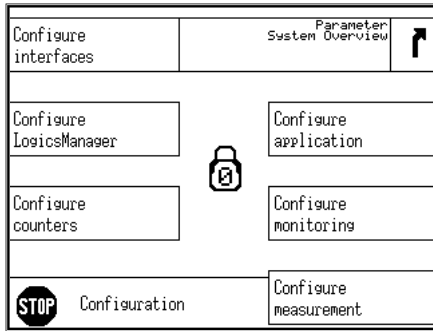 Configure
interfaces
Parameter
System Overview
Configure
LogicsManager
Configure
application
0
Configure
counters
Configure
monitoring
STOP
Configuration
Configure
measurement